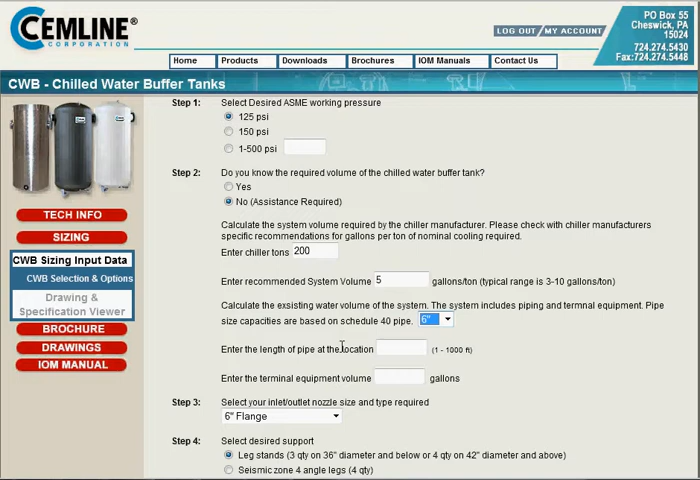 CEMLINE®
CORPORATION
PO Box 55
Cheswick, PA
15024
724.274.5430
Fax:724.274.5448
LOG OUT / MY ACCOUNT
Home
Products
Downloads
Brochures
IOM Manuals
Contact Us
CWB - Chilled Water Buffer Tanks
TECH INFO
SIZING
CWB Sizing Input Data
CWB Selection & Options
Drawing &
Specification Viewer
BROCHURE
DRAWINGS
IOM MANUAL
Step 1: Select Desired ASME working pressure
125 psi
150 psi
1-500 psi
Step 2: Do you know the required volume of the chilled water buffer tank?
Yes
No (Assistance Required)
Calculate the system volume required by the chiller manufacturer. Please check with chiller manufacturers
specific recommendations for gallons per ton of nominal cooling required.
Enter chiller tons 200
Enter recommended System Volume 5 gallons/ton (typical range is 3-10 gallons/ton)
Calculate the exsisting water volume of the system. The system includes piping and termnal equipment. Pipe
size capacities are based on schedule 40 pipe. 6"
Enter the length of pipe at the location (1 - 1000 ft)
Enter the terminal equipment volume gallons
Step 3: Select your inlet/outlet nozzle size and type required
6" Flange
Step 4: Select desired support
Leg stands (3 qty on 36" diameter and below or 4 qty on 42" diameter and above)
Seismic zone 4 angle legs (4 qty)